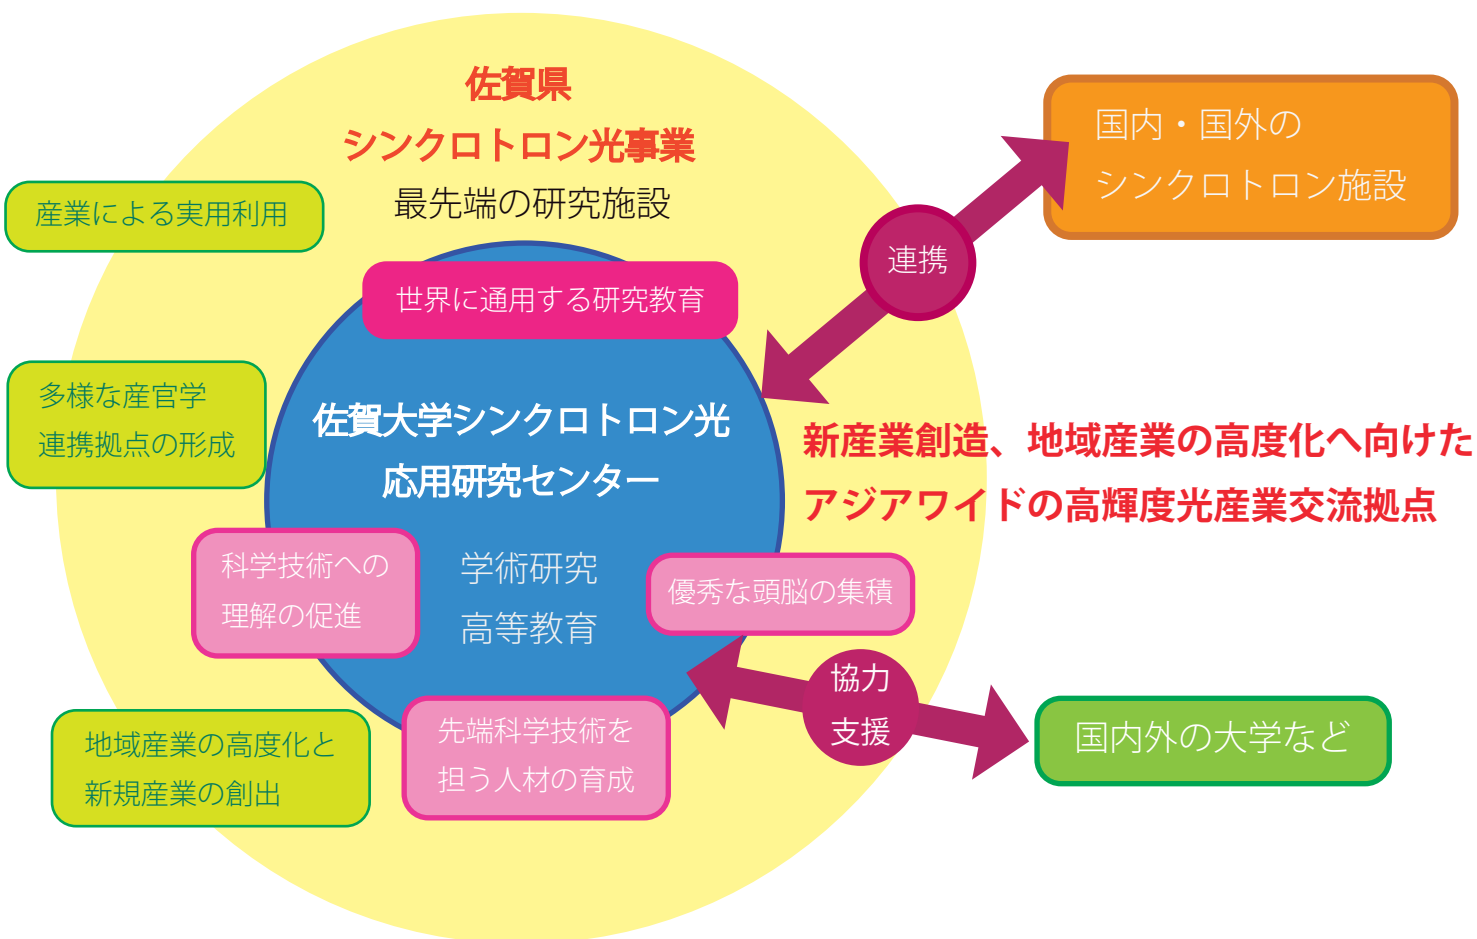 佐賀県
シンクロトロン光事業
最先端の研究施設
国内・国外の
シンクロトロン施設
産業による実用利用
連携
世界に通用する研究教育
多様な産官学
連携拠点の形成
佐賀大学シンクロトロン光
応用研究センター
新産業創造、地域産業の高度化へ向けた
アジアワイドの高輝度光産業交流拠点
科学技術への
理解の促進
学術研究
高等教育
優秀な頭脳の集積
協力
支援
地域産業の高度化と
新規産業の創出
先端科学技術を
担う人材の育成
国内外の大学など